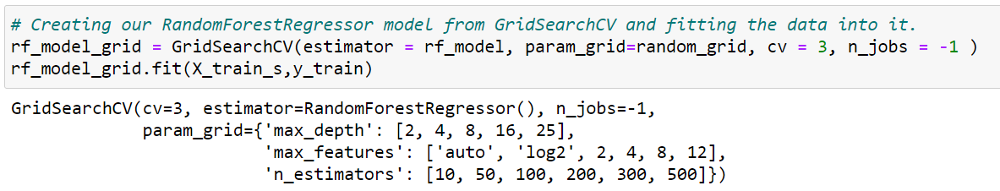 # Creating our RandomForestRegressor model from GridSearchCV and fitting the data into it.
rf_model_grid = GridSearchCV(estimator = rf_model, param_grid=random_grid, cv = 3, n_jobs = -1 )
rf_model_grid.fit(X_train_s,y_train)
GridSearchCV(cv=3, estimator=RandomForestRegressor(), n_jobs=-1,
             param_grid={'max_depth': [2, 4, 8, 16, 25],
                         'max_features': ['auto', 'log2', 2, 4, 8, 12],
                         'n_estimators': [10, 50, 100, 200, 300, 500]})